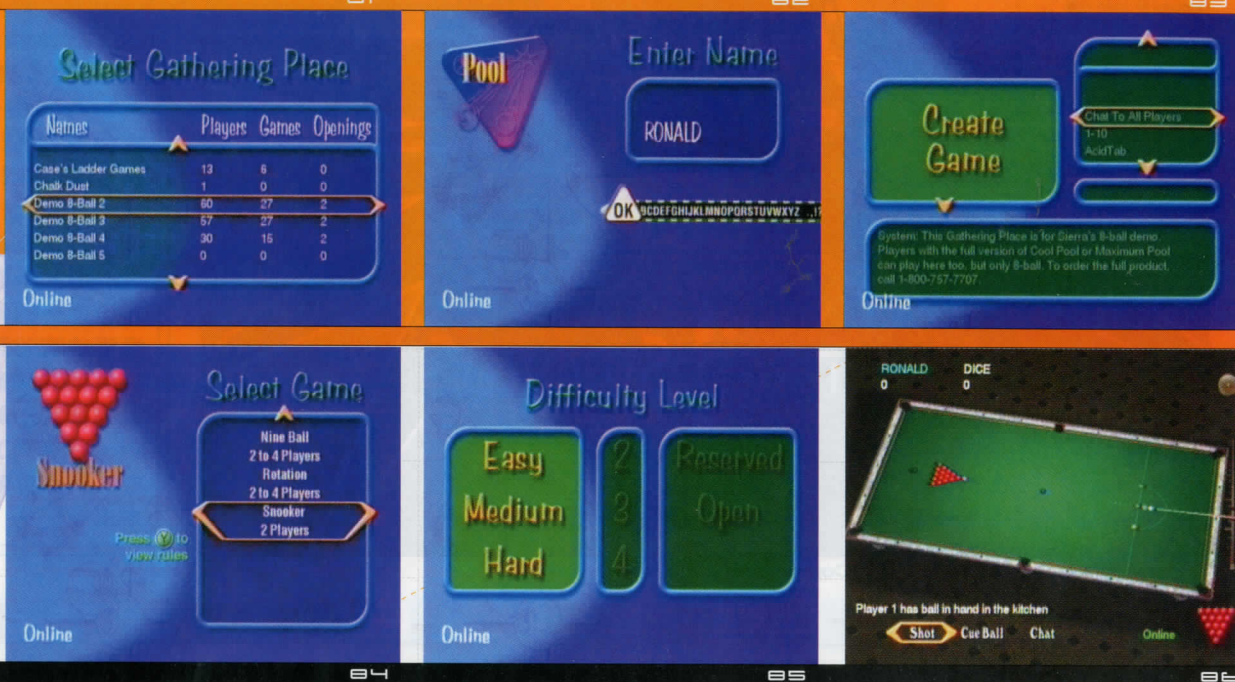 Select Gathering Place
Names Players Games Openings
Case's Ladder Games 13 6 0
Chalk Dust 1 0 0
Demo 8-Ball 2 60 27 2
Demo 8-Ball 3 57 27 2
Demo 8-Ball 4 30 15 2
Demo 8-Ball 5 0 0 0
Online
Pool
Enter Name
RONALD
OK BCDEFGHIJKLMNOPQRSTUVWXYZ
Online
Create
Game
Chat To All Players
1-10
AcidTab
System: This Gathering Place is for Sierra's 8-ball demo.
Players with the full version of Cool Pool or Maximum Pool
can play here too, but only 8-ball. To order the full product,
call 1-800-757-7707.
Online
Snooker
Select Game
Nine Ball
2 to 4 Players
Rotation
2 to 4 Players
Snooker
2 Players
Press Y to
view rules
Online
84
Difficulty Level
Easy
Medium
Hard
2
3
4
Reserved
Open
Online
85
RONALD DICE
0 0
Player 1 has ball in hand in the kitchen
Shot Cue Ball Chat Online